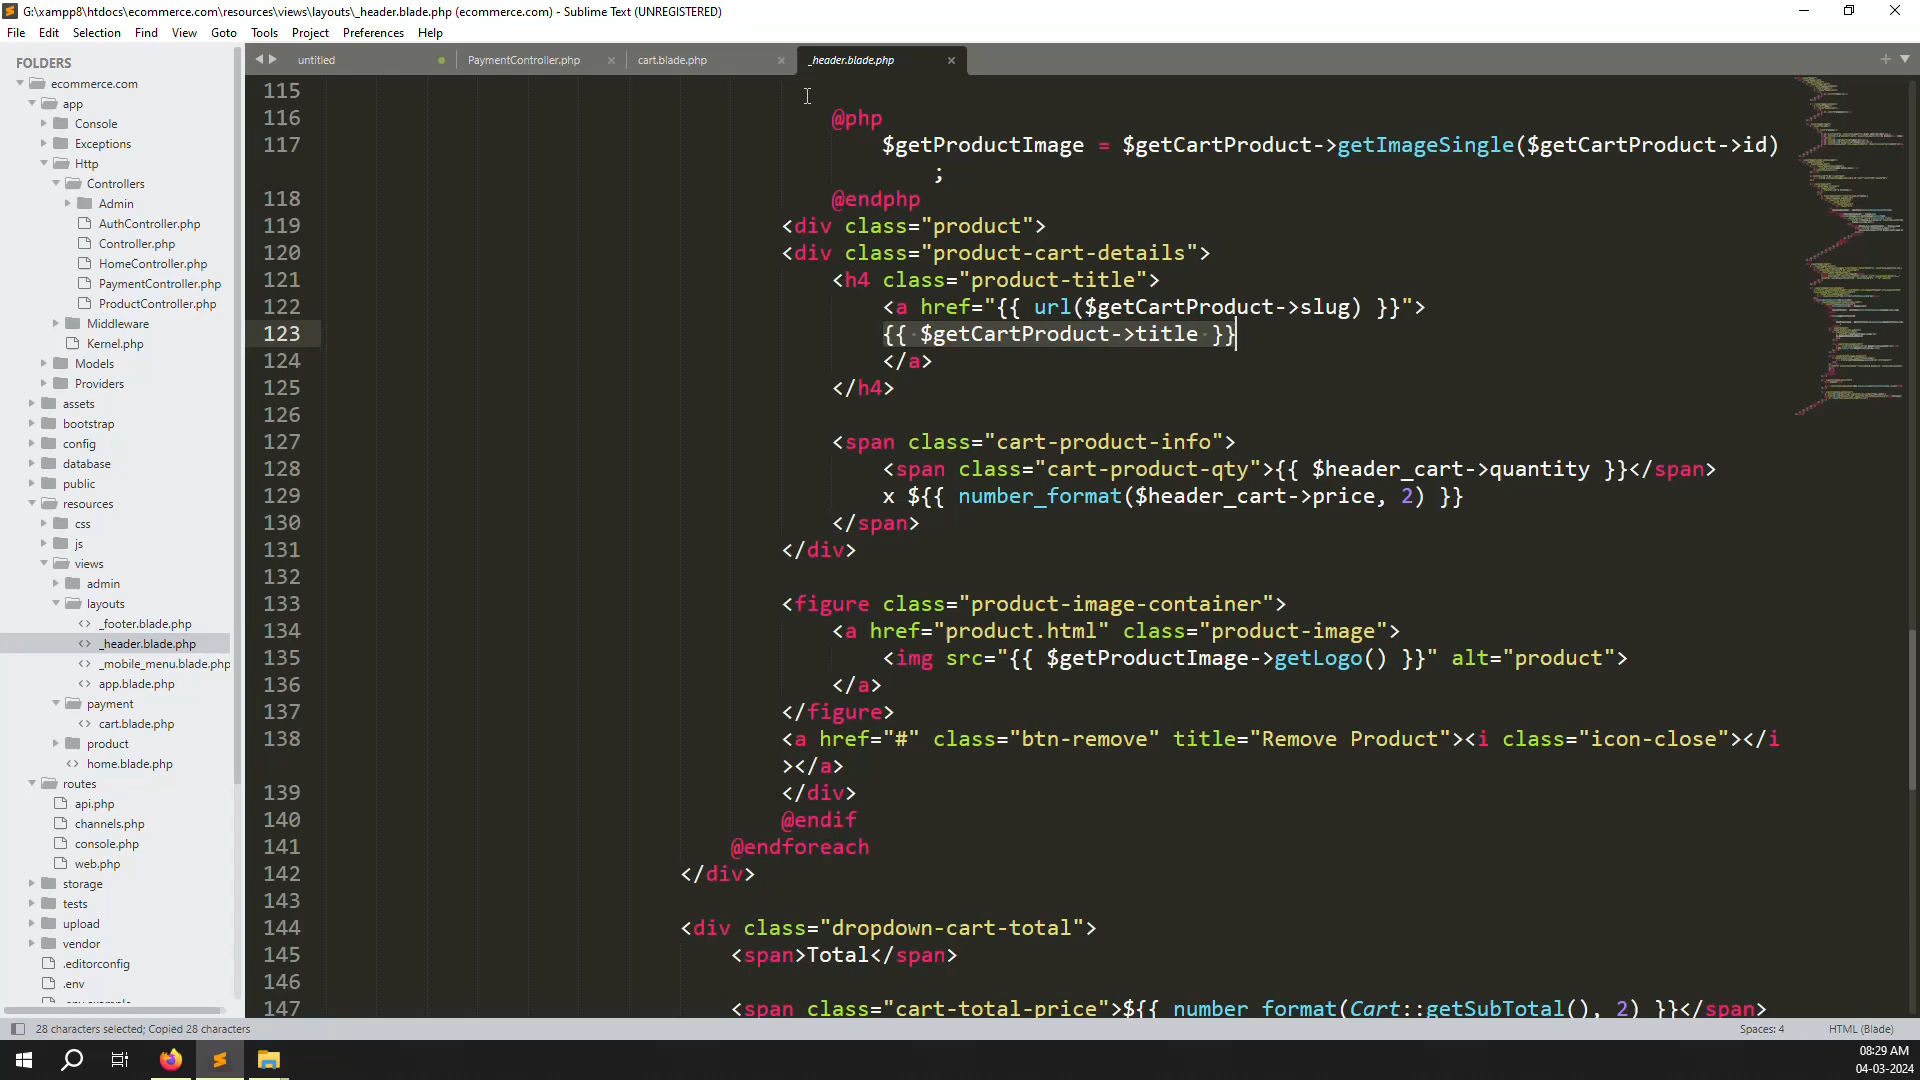 G:\xampp8\htdocs\ecommerce.com\resources\views\layouts\_header.blade.php (ecommerce.com) - Sublime Text (UNREGISTERED)
File Edit Selection Find View Goto Tools Project Preferences Help
FOLDERS
ecommerce.com
app
Console
Exceptions
Http
Controllers
Admin
AuthController.php
Controller.php
HomeController.php
PaymentController.php
ProductController.php
Middleware
Kernel.php
Models
Providers
assets
bootstrap
config
database
public
resources
css
js
views
admin
layouts
_footer.blade.php
_header.blade.php
_mobile_menu.blade.php
app.blade.php
payment
cart.blade.php
product
home.blade.php
routes
api.php
channels.php
console.php
web.php
storage
tests
upload
vendor
.editorconfig
.env
untitled PaymentController.php cart.blade.php _header.blade.php
115
116 @php
117 $getProductImage = $getCartProduct->getImageSingle($getCartProduct->id)
;
118 @endphp
119 <div class="product">
120 <div class="product-cart-details">
121 <h4 class="product-title">
122 <a href="{{ url($getCartProduct->slug) }}">
123 {{ $getCartProduct->title }}
124 </a>
125 </h4>
126
127 <span class="cart-product-info">
128 <span class="cart-product-qty">{{ $header_cart->quantity }}</span>
129 x ${{ number_format($header_cart->price, 2) }}
130 </span>
131 </div>
132
133 <figure class="product-image-container">
134 <a href="product.html" class="product-image">
135 <img src="{{ $getProductImage->getLogo() }}" alt="product">
136 </a>
137 </figure>
138 <a href="#" class="btn-remove" title="Remove Product"><i class="icon-close"></i
></a>
139 </div>
140 @endif
141 @endforeach
142 </div>
143
144 <div class="dropdown-cart-total">
145 <span>Total</span>
146
147 <span class="cart-total-price">${{ number_format(Cart::getSubTotal(), 2) }}</span>
28 characters selected; Copied 28 characters
Spaces: 4 HTML (Blade)
08:29 AM
04-03-2024